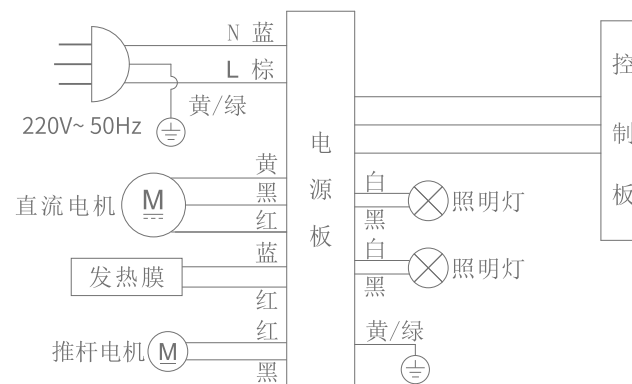 N 蓝
L 棕
黄/绿
220V~ 50Hz
电源板
控制板
黄
直流电机
M
黑
红
白
黑
照明灯
蓝
发热膜
红
白
黑
照明灯
红
推杆电机
M
黑
黄/绿